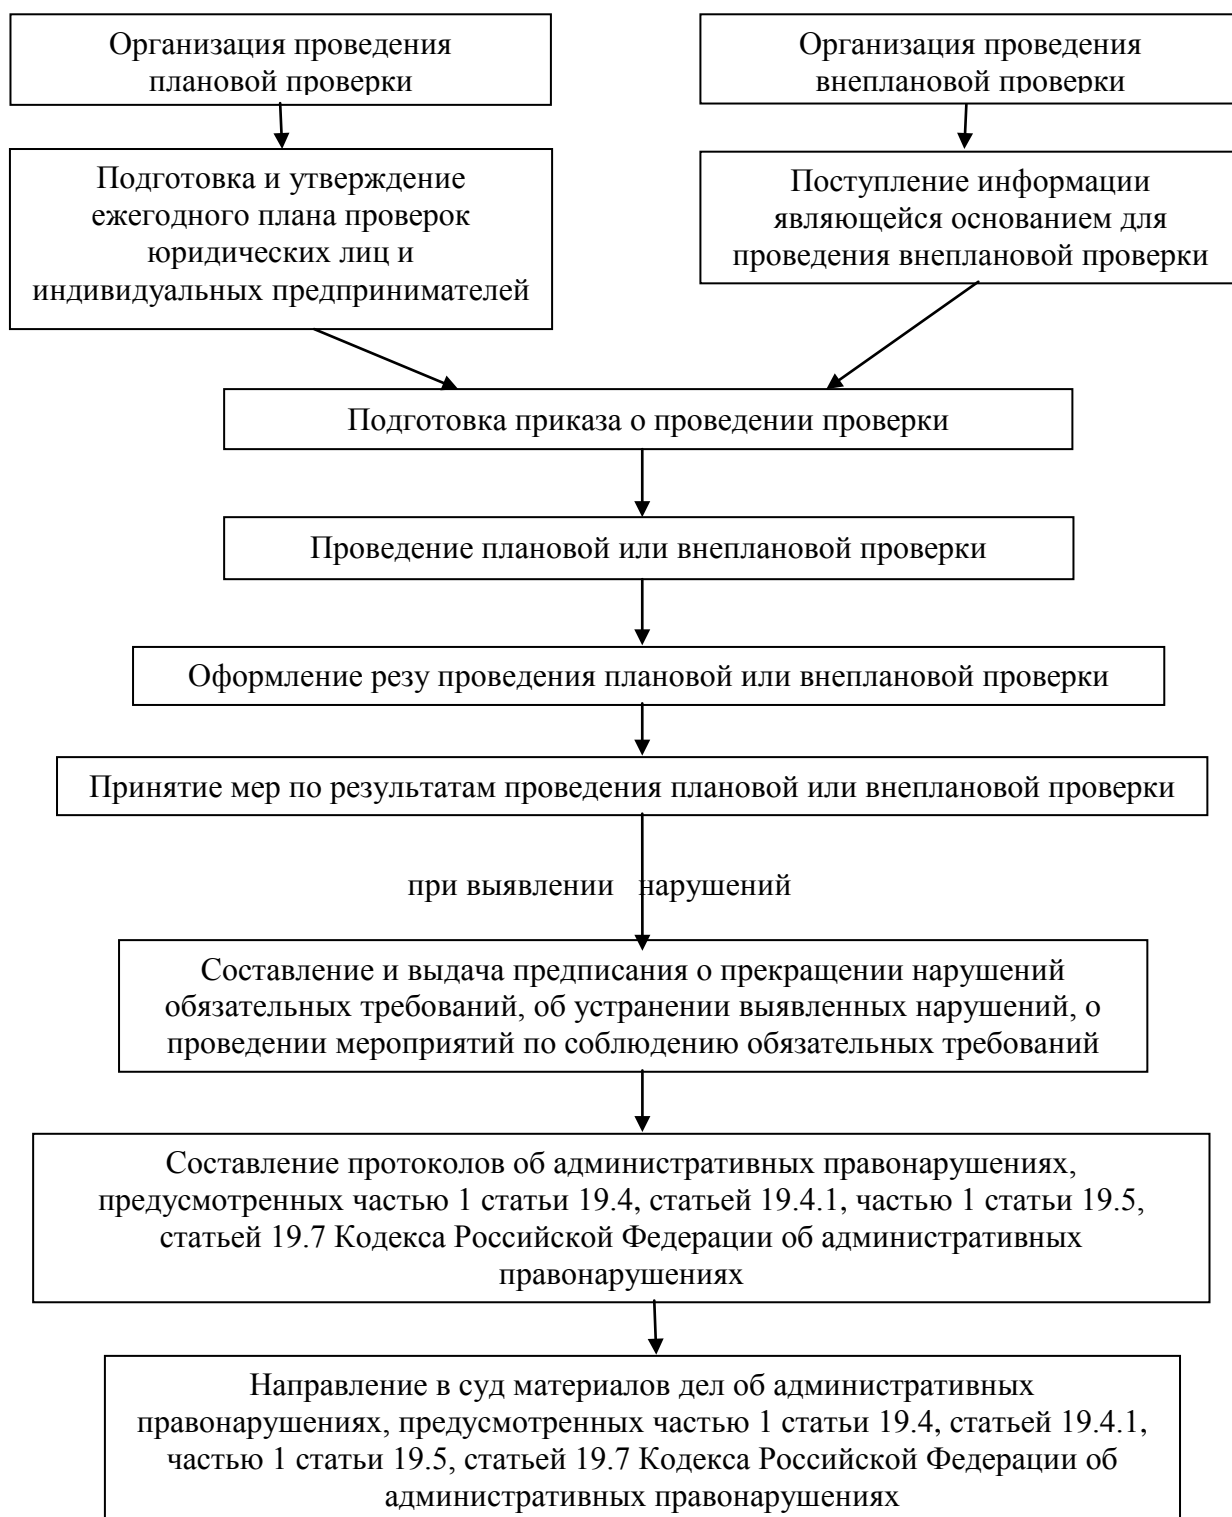 Организация проведения
плановой проверки
Организация проведения
внеплановой проверки
Подготовка и утверждение
ежегодного плана проверок
юридических лиц и
индивидуальных предпринимателей
Поступление информации
являющейся основанием для
проведения внеплановой проверки
Подготовка приказа о проведении проверки
Проведение плановой или внеплановой проверки
Оформление резу проведения плановой или внеплановой проверки
Принятие мер по результатам проведения плановой или внеплановой проверки
при выявлении нарушений
Составление и выдача предписания о прекращении нарушений
обязательных требований, об устранении выявленных нарушений, о
проведении мероприятий по соблюдению обязательных требований
Составление протоколов об административных правонарушениях,
предусмотренных частью 1 статьи 19.4, статьей 19.4.1, частью 1 статьи 19.5,
статьей 19.7 Кодекса Российской Федерации об административных
правонарушениях
Направление в суд материалов дел об административных
правонарушениях, предусмотренных частью 1 статьи 19.4, статьей 19.4.1,
частью 1 статьи 19.5, статьей 19.7 Кодекса Российской Федерации об
административных правонарушениях